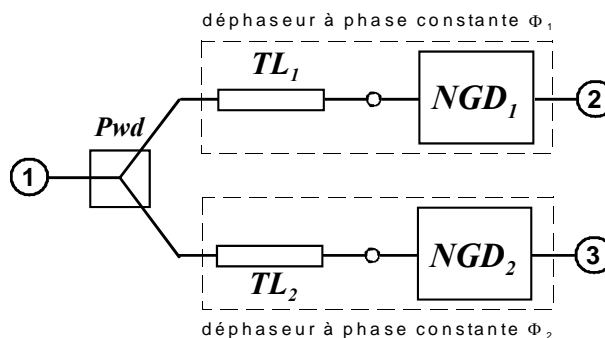 déphaseur à phase constante Φ₁
TL₁
NGD₁
2
Pwd
1
NGD₂
3
TL₂
déphaseur à phase constante Φ₂